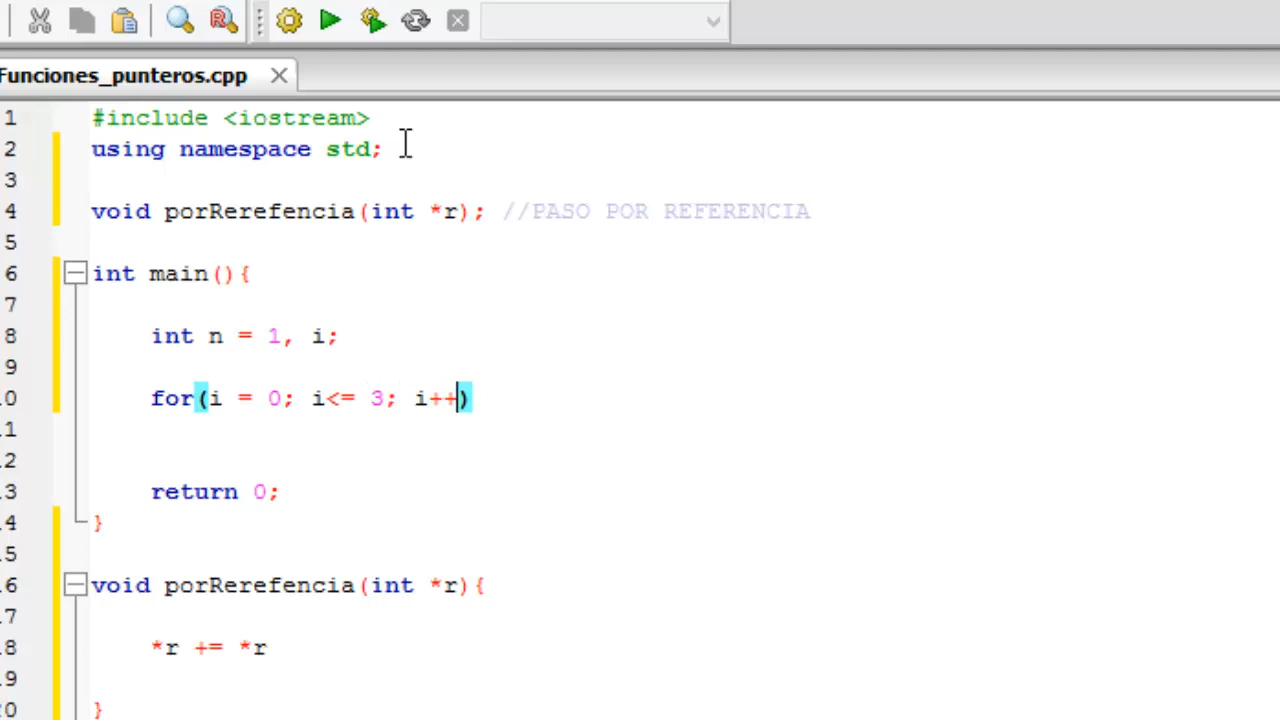 Funciones_punteros.cpp
1 #include <iostream>
2 using namespace std;
3
4 void porRerefencia(int *r); //PASO POR REFERENCIA
5
6 int main(){
7
8 int n = 1, i;
9
0 for(i = 0; i<= 3; i++)
1
2
3 return 0;
4 }
5
6 void porRerefencia(int *r){
7
8 *r += *r
9
0 }